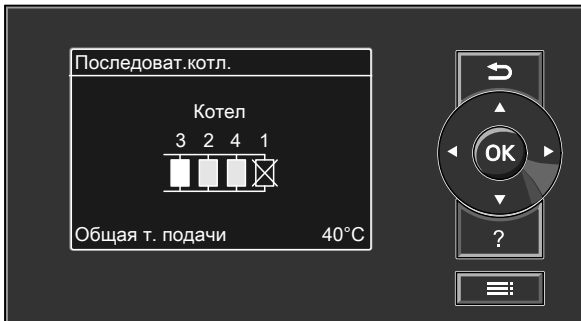 Последоват.котл.
Котел
3 2 4 1
Общая т. подачи 40°C
OK
?